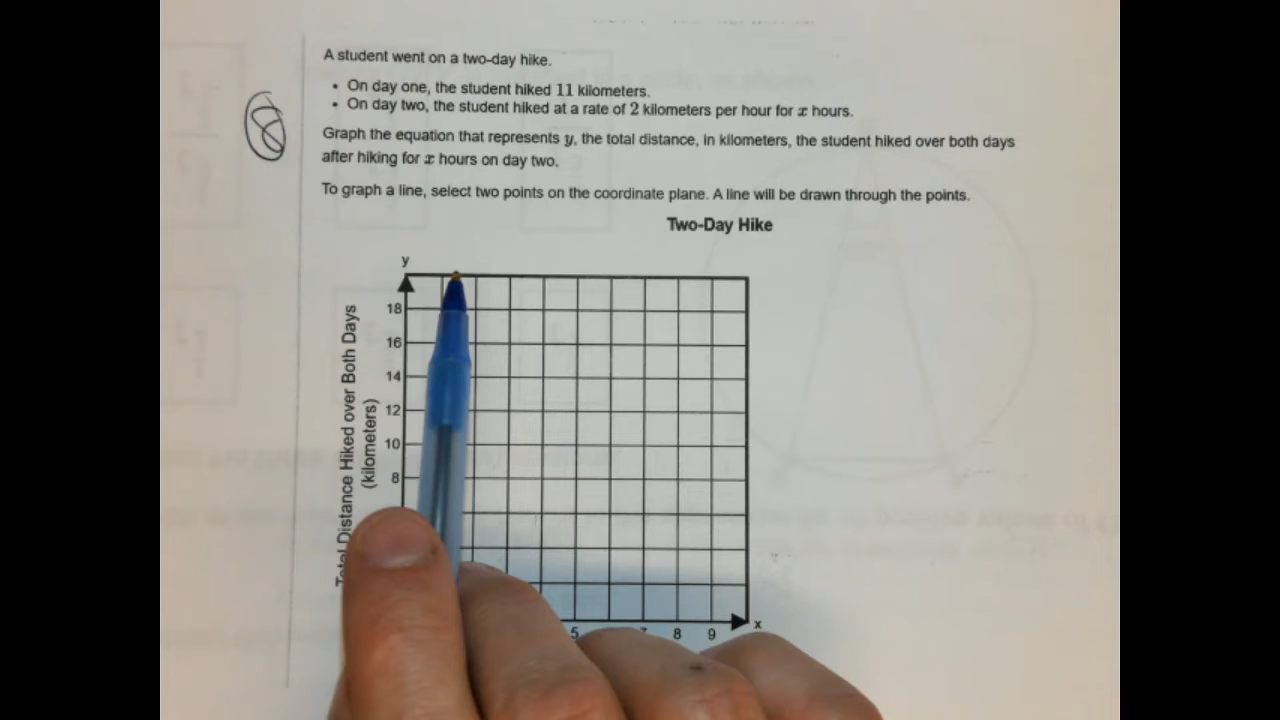 8
A student went on a two-day hike.
• On day one, the student hiked 11 kilometers.
• On day two, the student hiked at a rate of 2 kilometers per hour for x hours.
Graph the equation that represents y, the total distance, in kilometers, the student hiked over both days
after hiking for x hours on day two.
To graph a line, select two points on the coordinate plane. A line will be drawn through the points.
Two-Day Hike
y
Total Distance Hiked over Both Days
(kilometers)
18
16
14
12
10
8
5
8
9
x